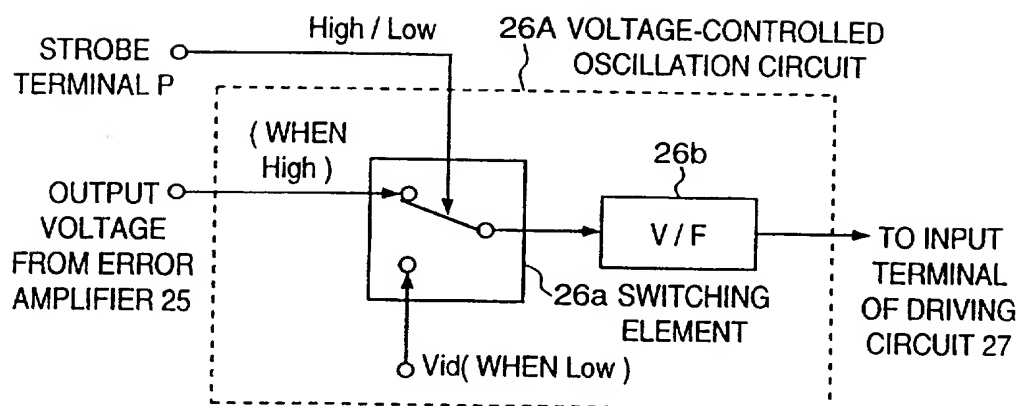 STROBE
TERMINAL P
High / Low
26A VOLTAGE-CONTROLLED
OSCILLATION CIRCUIT
( WHEN
High )
OUTPUT
VOLTAGE
FROM ERROR
AMPLIFIER 25
26b
V / F
26a SWITCHING
ELEMENT
Vid( WHEN Low )
TO INPUT
TERMINAL
OF DRIVING
CIRCUIT 27